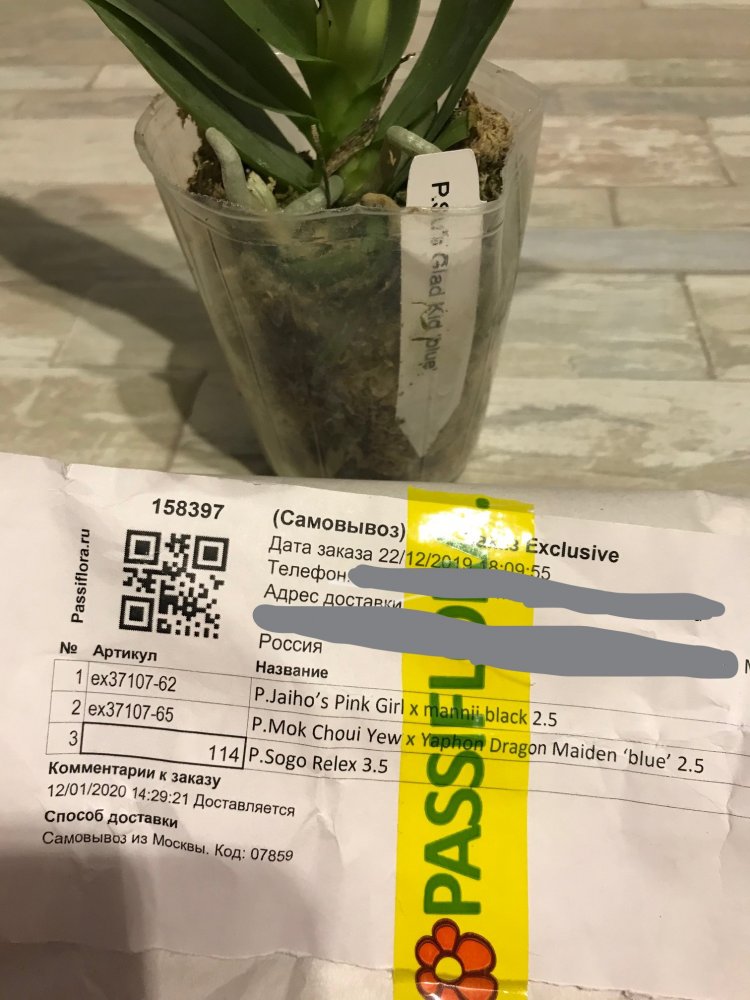 P.S Glad Kid 'blue'
158397
(Самовывоз) Exclusive
Дата заказа 22/12/2019 18:09:55
Телефон:
Адрес доставки
Россия
Passiflora.ru
№ Артикул Название
1 ex37107-62 P.Jaiho's Pink Girl x mannii black 2.5
2 ex37107-65 P.Mok Choui Yew x Yaphon Dragon Maiden 'blue' 2.5
3 114 P.Sogo Relex 3.5
Комментарии к заказу
12/01/2020 14:29:21 Доставляется
Способ доставки
Самовывоз из Москвы. Код: 07859
PASSIFLORA.